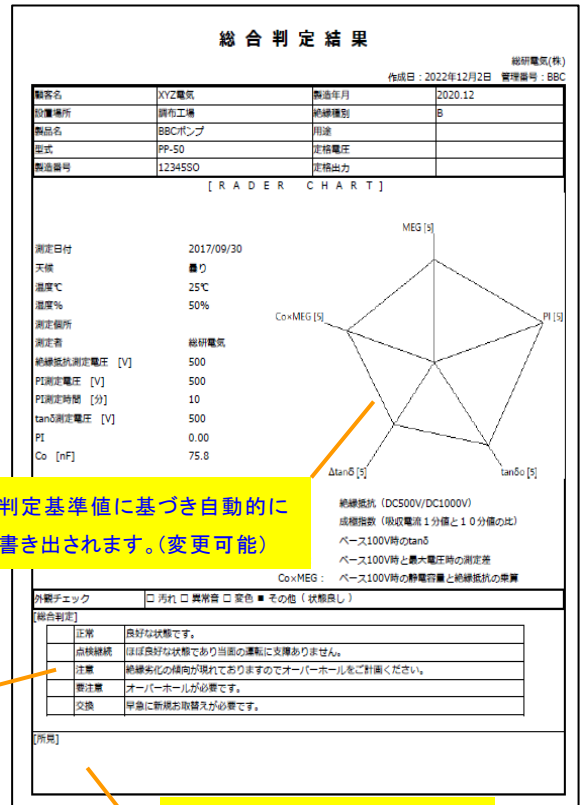 総 合 判 定 結 果
総研電気(株)
作成日：2022年12月2日 管理番号：BBC
顧客名 XYZ電気 製造年月 2020.12
設置場所 調布工場 絶縁種別 B
製品名 BBCポンプ 用途
型式 PP-50 定格電圧
製造番号 12345SO 定格出力
[ R A D E R C H A R T ]
MEG [5]
測定日付 2017/09/30
天候 曇り
温度℃ 25℃
湿度% 50%
Co×MEG [5] PI [5]
測定個所
測定者 総研電気
絶縁抵抗測定電圧 [V] 500
PI測定電圧 [V] 500
PI測定時間 [分] 10
tanδ測定電圧 [V] 500
PI 0.00
Co [nF] 75.8
Δtanδ [5] tanδo [5]
判定基準値に基づき自動的に
書き出されます。(変更可能)
絶縁抵抗（DC500V/DC1000V）
成極指数（吸収電流１分値と１０分値の比）
ベース100V時のtanδ
ベース100V時と最大電圧時の測定差
Co×MEG： ベース100V時の静電容量と絶縁抵抗の乗算
外観チェック □ 汚れ □ 異常音 □ 変色 ■ その他（ 状態良し ）
[総合判定]
正常 良好な状態です。
点検継続 ほぼ良好な状態であり当面の運転に支障ありません。
注意 絶縁劣化の傾向が現れておりますのでオーバーホールをご計画ください。
要注意 オーバーホールが必要です。
交換 早急に新規お取替えが必要です。
[所見]